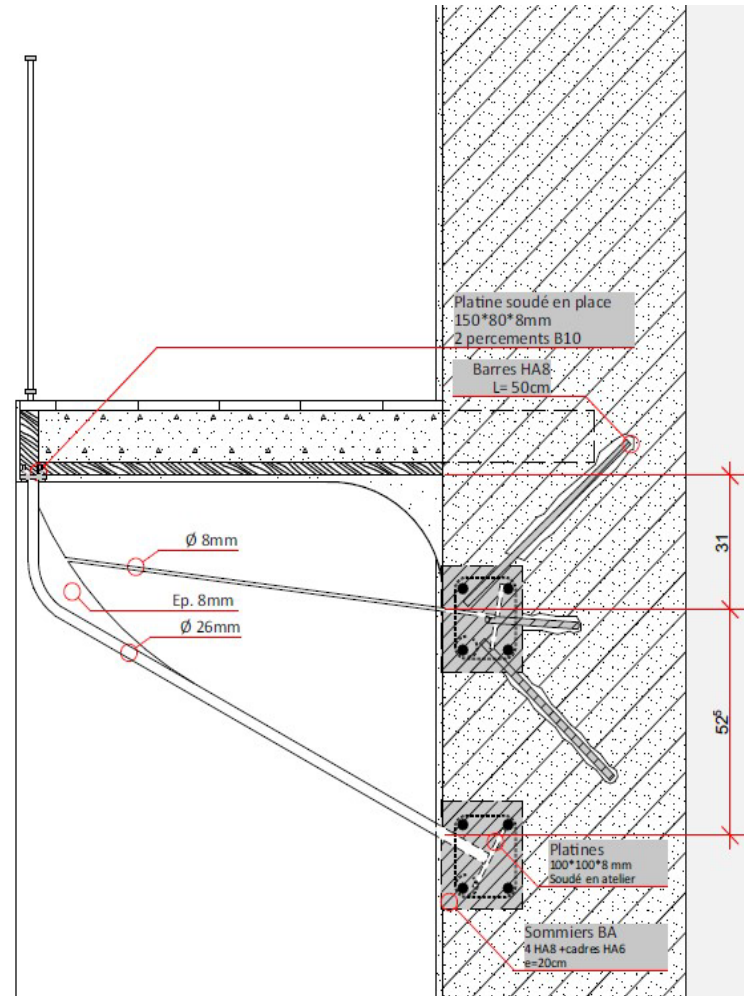 Platine soudé en place
150*80*8mm
2 percements B10
Barres HA8
L= 50cm
31
Ø 8mm
Ep. 8mm
Ø 26mm
52⁵
Platines
100*100*8 mm
Soudé en atelier
Sommiers BA
4 HA8 +cadres HA6
e=20cm